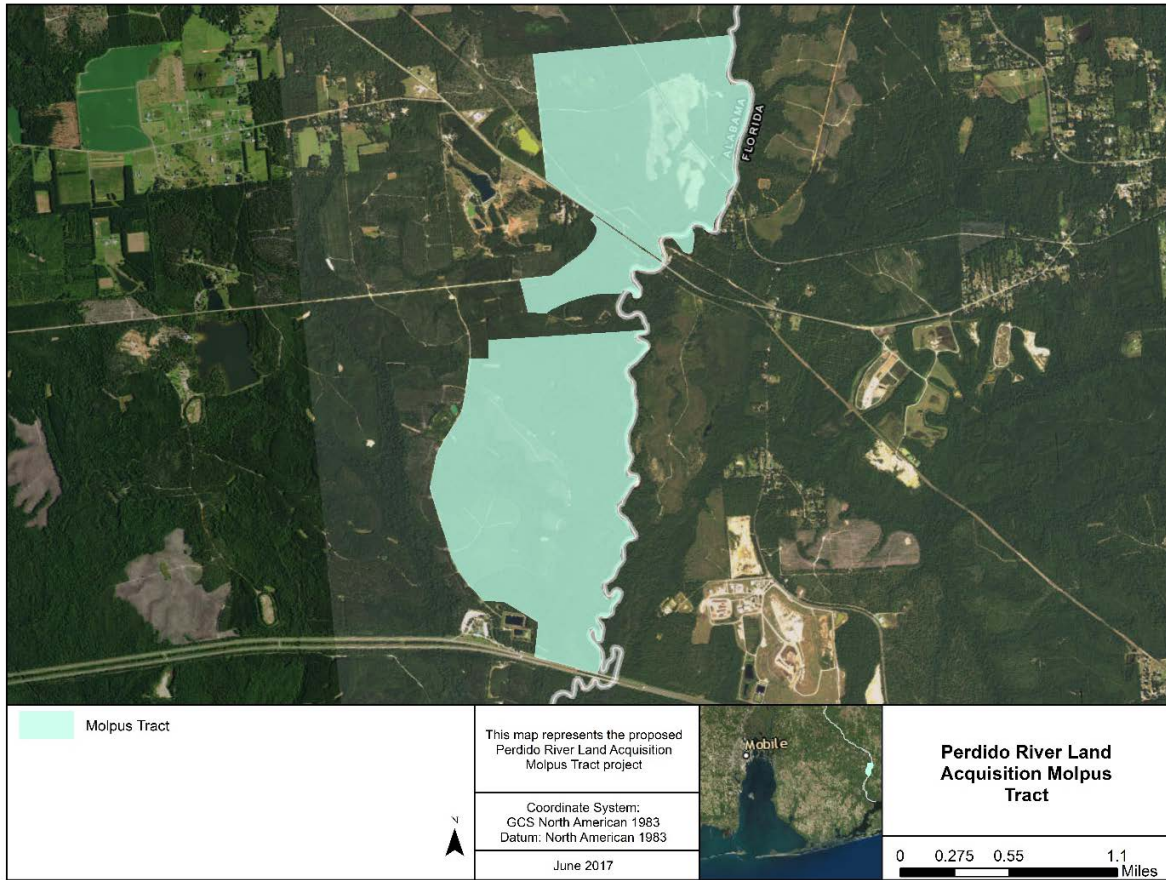 ALABAMA
FLORIDA
Molpus Tract
N
This map represents the proposed
Perdido River Land Acquisition
Molpus Tract project
Coordinate System:
GCS North American 1983
Datum: North American 1983
June 2017
Mobile
Perdido River Land
Acquisition Molpus
Tract
0 0.275 0.55 1.1
Miles